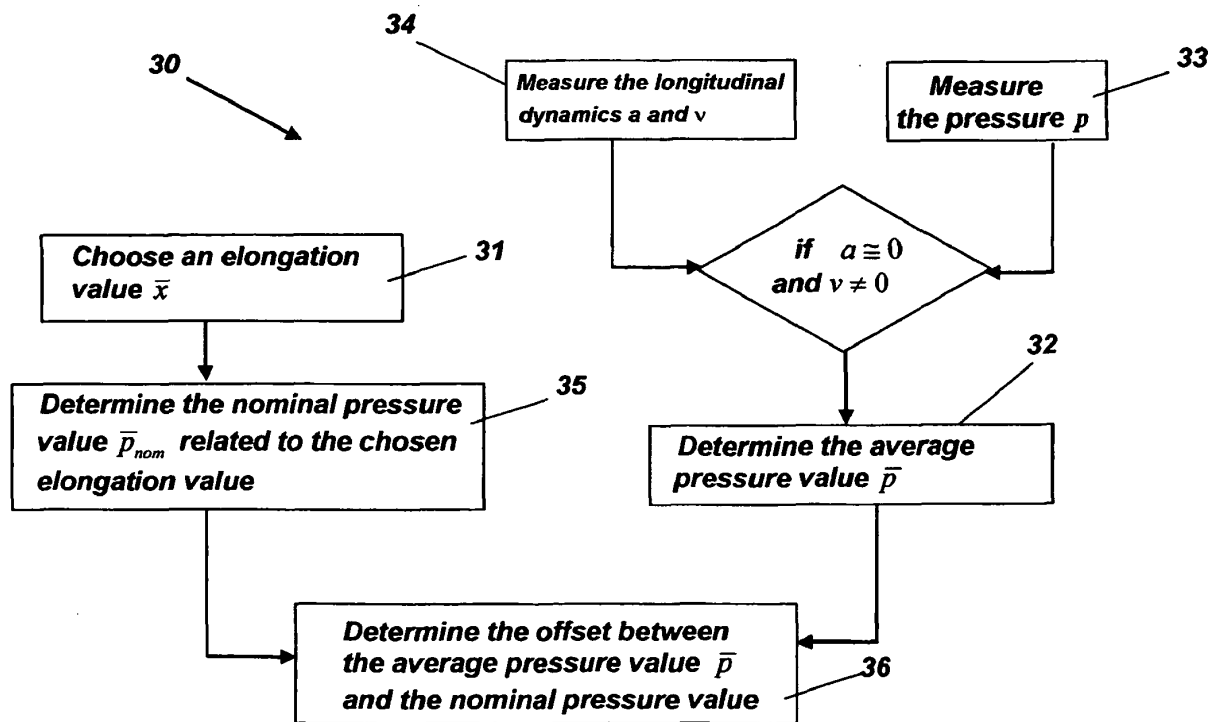 34
30
33
Measure the longitudinal
dynamics a and v
Measure
the pressure p
Choose an elongation
value x̄
31
if a ≅ 0
and v ≠ 0
32
35
Determine the nominal pressure
value p̄nom related to the chosen
elongation value
Determine the average
pressure value p̄
Determine the offset between
the average pressure value p̄
and the nominal pressure value
36